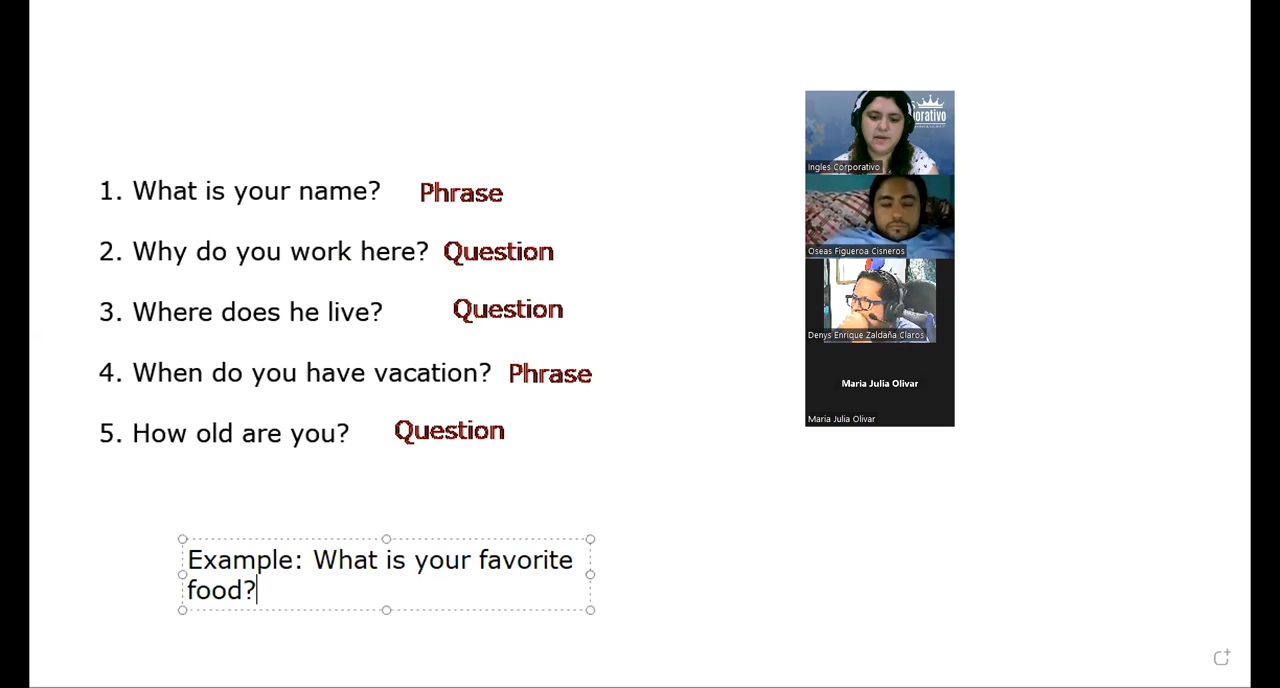 1. What is your name? Phrase
2. Why do you work here? Question
3. Where does he live? Question
4. When do you have vacation? Phrase
5. How old are you? Question
Example: What is your favorite
food?
orativo
Ingles Corporativo
Oseas Figueroa Cisneros
Denys Enrique Zaldaña Claros
Maria Julia Olivar
Maria Julia Olivar